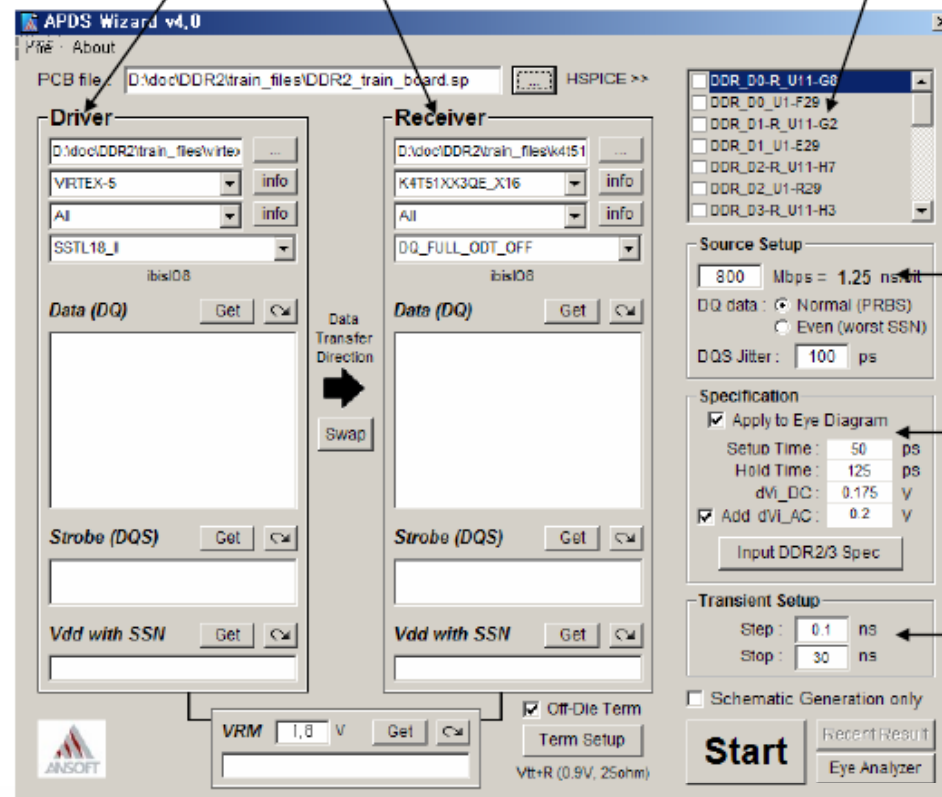 APDS Wizard v4,0
File · About
PCB file : D:\doc\DDR2\train_files\DDR2_train_board.sp ... HSPICE >>
Driver
D:\doc\DDR2\train_files\virtex ...
VIRTEX-5 info
All info
SSTL18_II
ibisI08
Data (DQ) Get
Strobe (DQS) Get
Vdd with SSN Get
Data
Transfer
Direction
Swap
Receiver
D:\doc\DDR2\train_files\k4t51 ...
K4T51XX3QE_X16 info
All info
DQ_FULL_ODT_OFF
ibisI08
Data (DQ) Get
Strobe (DQS) Get
Vdd with SSN Get
VRM 1,8 V Get
Off-Die Term
Term Setup
Vtt+R (0.9V, 25ohm)
ANSOFT
DDR_D0-R_U11-G8
DDR_D0_U1-F29
DDR_D1-R_U11-G2
DDR_D1_U1-E29
DDR_D2-R_U11-H7
DDR_D2_U1-R29
DDR_D3-R_U11-H3
Source Setup
800 Mbps = 1.25 ns/bit
DQ data : Normal (PRBS)
Even (worst SSN)
DQS Jitter : 100 ps
Specification
Apply to Eye Diagram
Setup Time : 50 ps
Hold Time : 125 ps
dVi_DC : 0.175 V
Add dVi_AC : 0.2 V
Input DDR2/3 Spec
Transient Setup
Step : 0.1 ns
Stop : 30 ns
Schematic Generation only
Start
Recent Result
Eye Analyzer